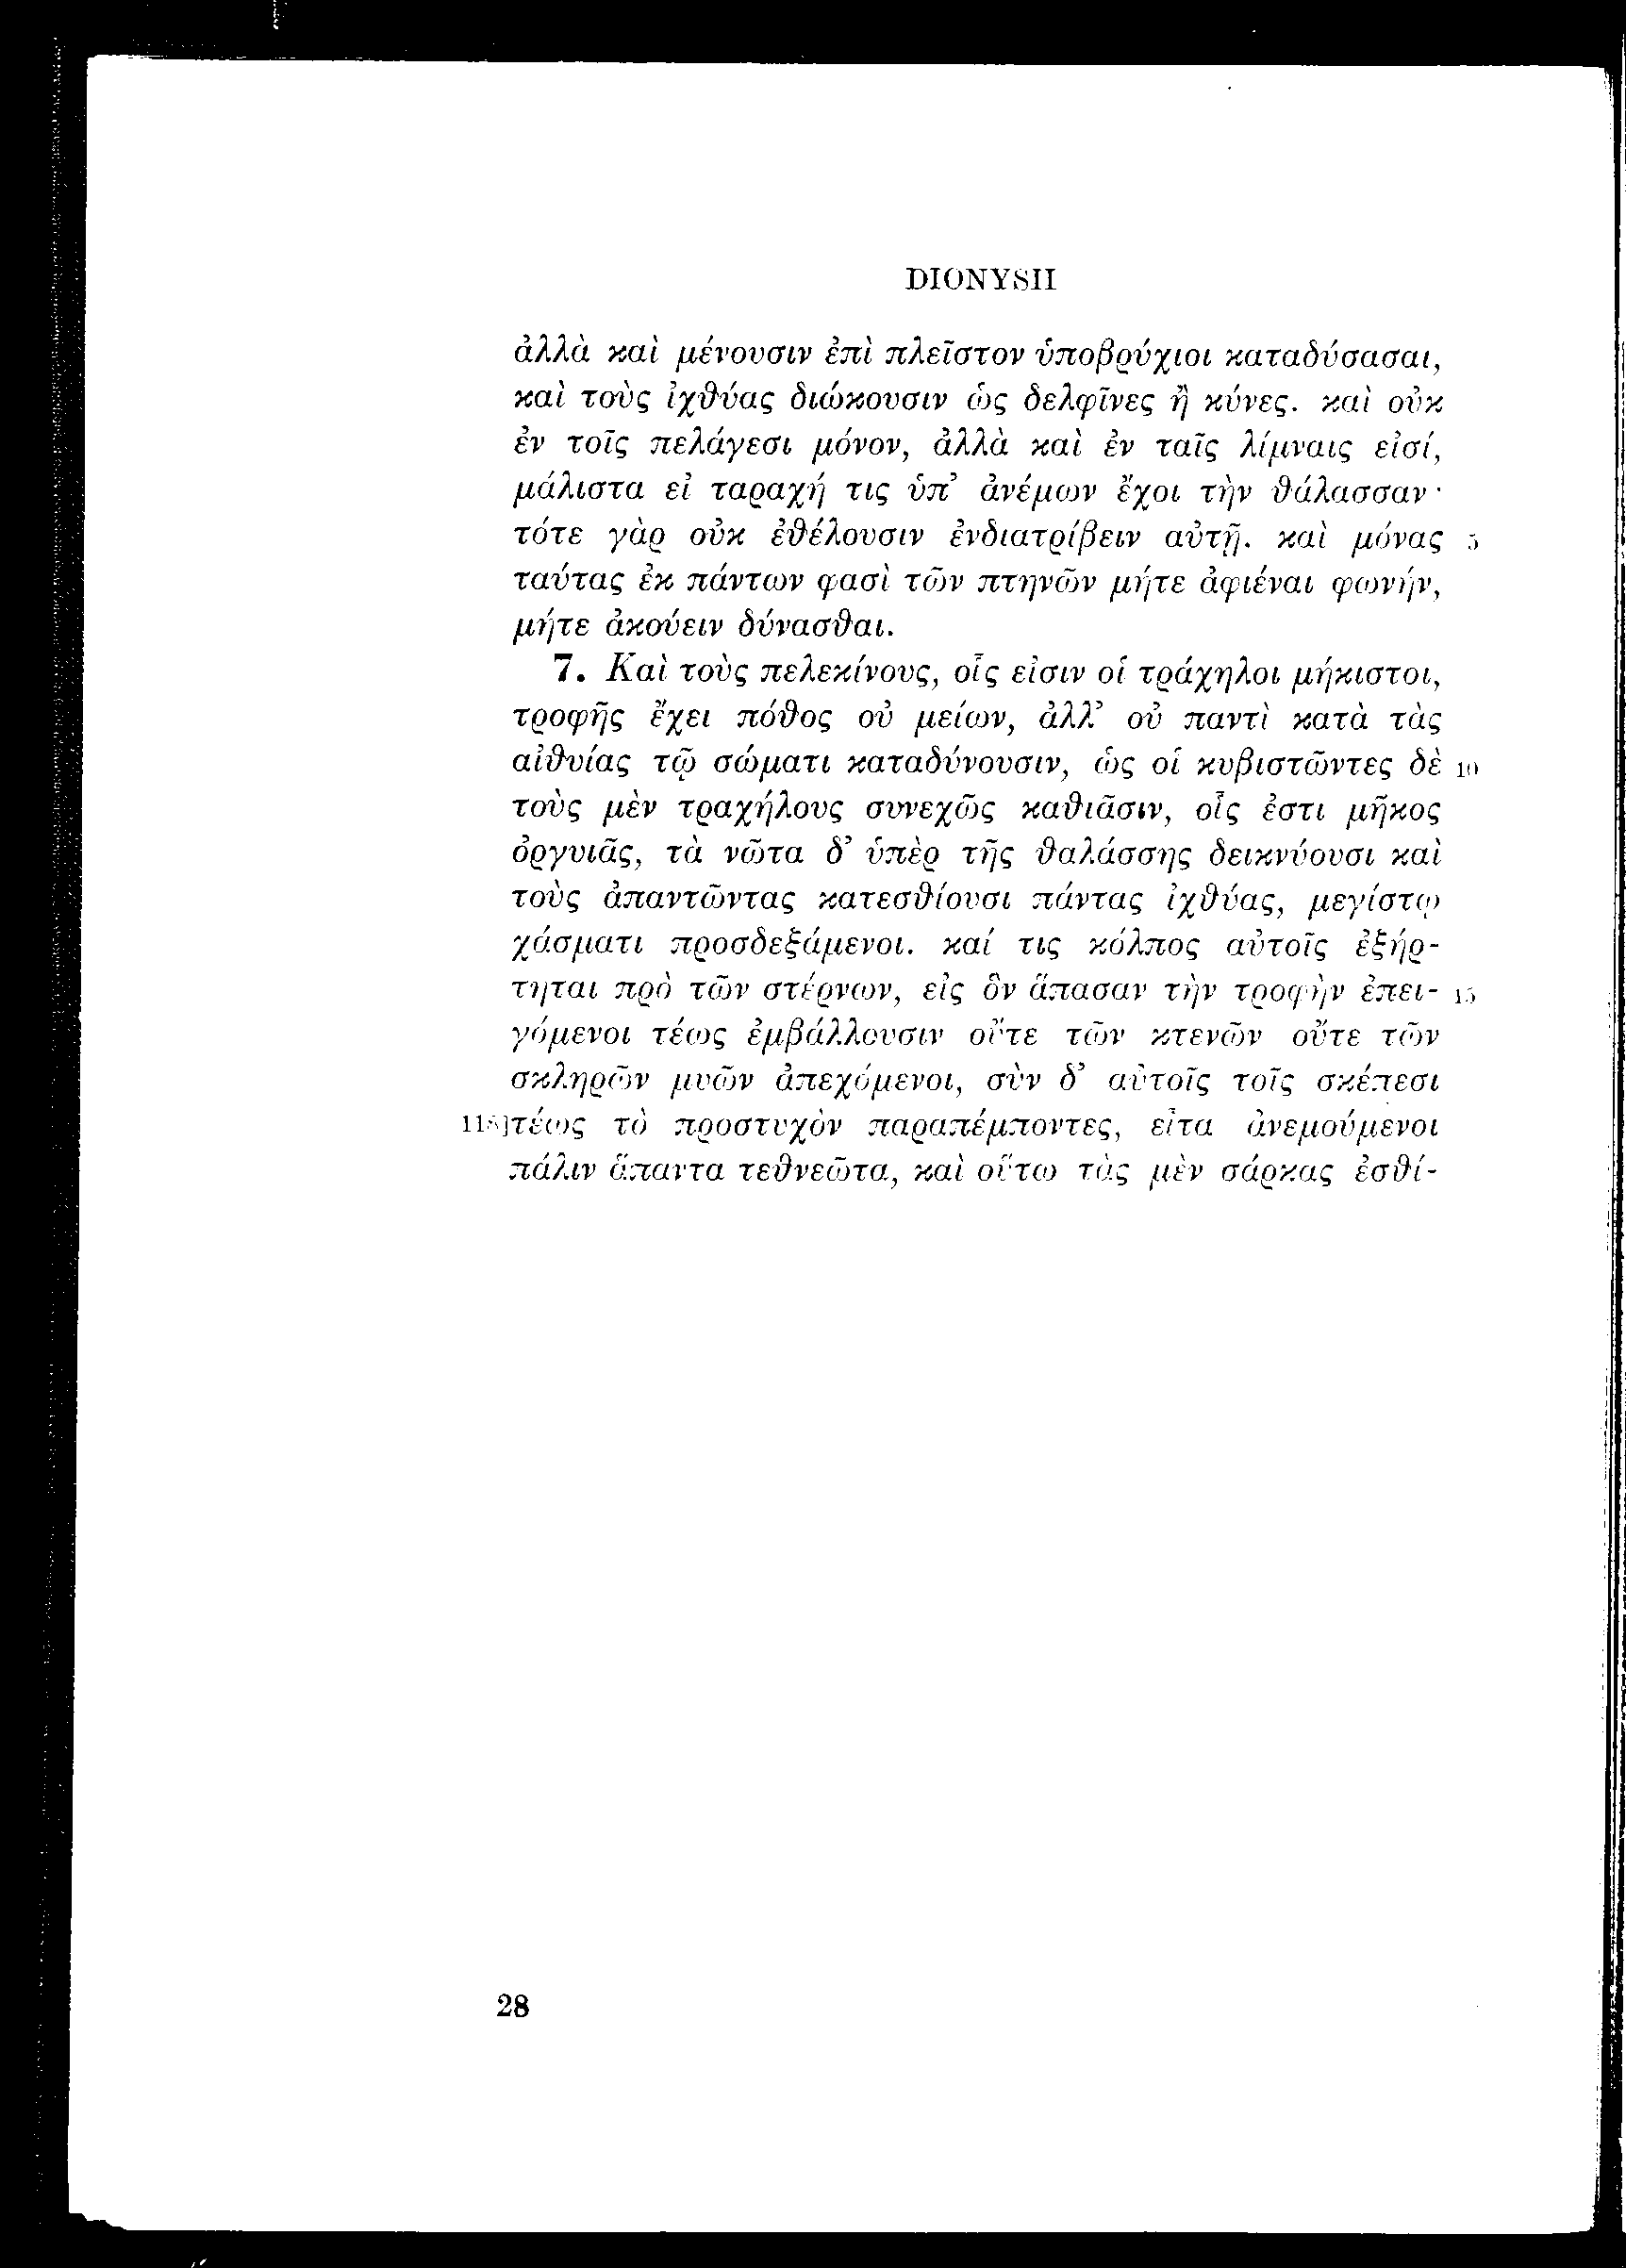 DIONYSII
ἀλλὰ καὶ μένουσιν ἐπὶ πλεῖστον ὑποβρύχιοι καταδύσασαι,
καὶ τοὺς ἰχθύας διώκουσιν ὡς δελφῖνες ἢ κύνες. καὶ οὐκ
ἐν τοῖς πελάγεσι μόνον, ἀλλὰ καὶ ἐν ταῖς λίμναις εἰσί,
μάλιστα εἰ ταραχή τις ὑπ’ ἀνέμων ἔχοι τὴν θάλασσαν·
τότε γὰρ οὐκ ἐθέλουσιν ἐνδιατρίβειν αὐτῇ. καὶ μόνας 5
ταύτας ἐκ πάντων φασὶ τῶν πτηνῶν μήτε ἀφιέναι φωνήν,
μήτε ἀκούειν δύνασθαι.
7. Καὶ τοὺς πελεκίνους, οἷς εἰσιν οἱ τράχηλοι μήκιστοι,
τροφῆς ἔχει πόθος οὐ μείων, ἀλλ’ οὐ παντὶ κατὰ τὰς
αἰθυίας τῷ σώματι καταδύνουσιν, ὡς οἱ κυβιστῶντες δὲ 10
τοὺς μὲν τραχήλους συνεχῶς καθιᾶσιν, οἷς ἐστι μῆκος
ὀργυιᾶς, τὰ νῶτα δ’ ὑπὲρ τῆς θαλάσσης δεικνύουσι καὶ
τοὺς ἀπαντῶντας κατεσθίουσι πάντας ἰχθύας, μεγίστῳ
χάσματι προσδεξάμενοι. καί τις κόλπος αὐτοῖς ἐξήρ-
τηται πρὸ τῶν στέρνων, εἰς ὃν ἅπασαν τὴν τροφὴν ἐπει- 15
γόμενοι τέως ἐμβάλλουσιν οὔτε τῶν κτενῶν οὔτε τῶν
σκληρῶν μυῶν ἀπεχόμενοι, σὺν δ’ αὐτοῖς τοῖς σκέπεσι
118]τέως τὸ προστυχὸν παραπέμποντες, εἶτα ἀνεμούμενοι
πάλιν ἅπαντα τεθνεῶτα, καὶ οὕτω τὰς μὲν σάρκας ἐσθί-
28